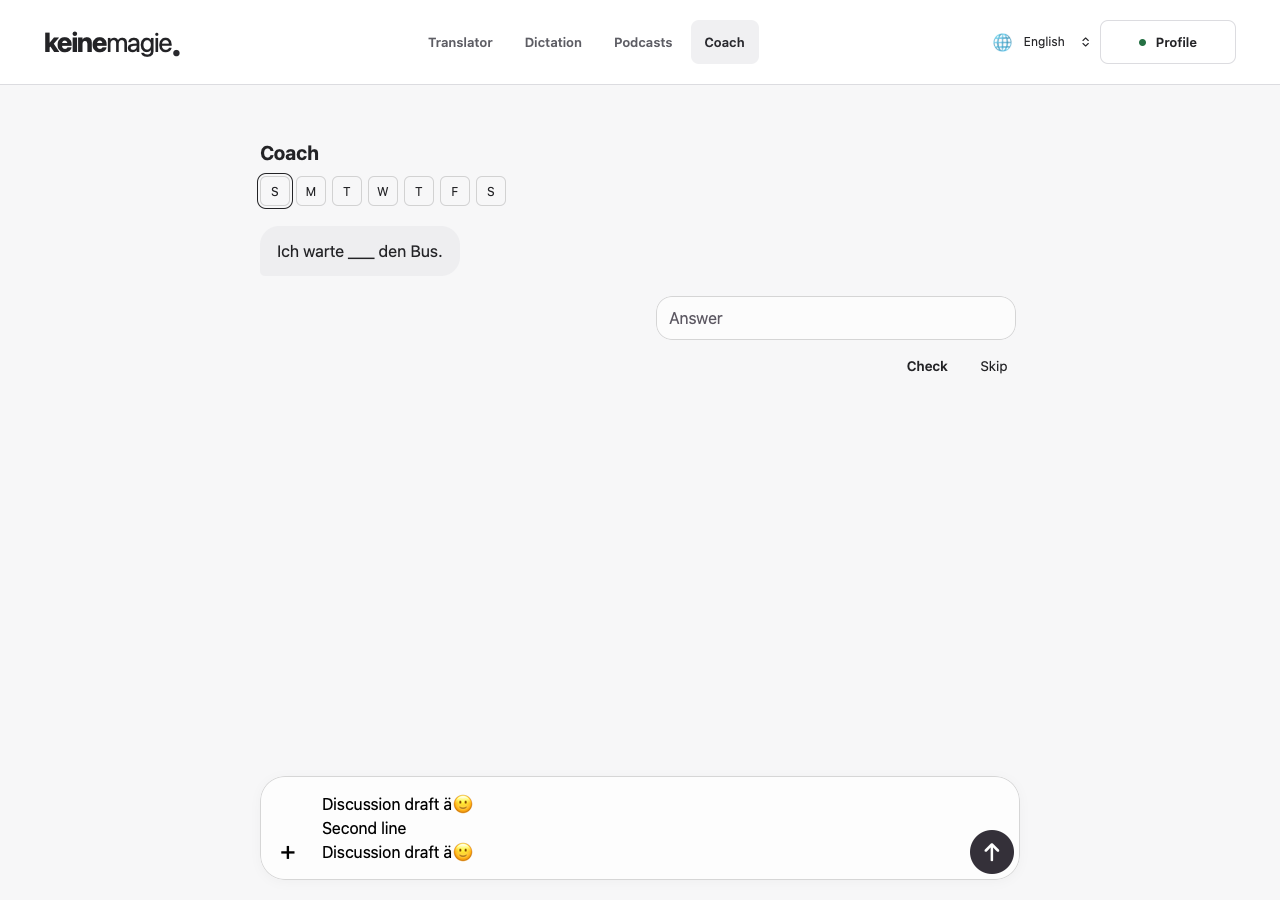 keinemagie.
Translator Dictation Podcasts Coach
English
Profile
Coach
S M T W T F S
Ich warte ____ den Bus.
Answer
Check Skip
Discussion draft ä🙂
Second line
+ Discussion draft ä🙂